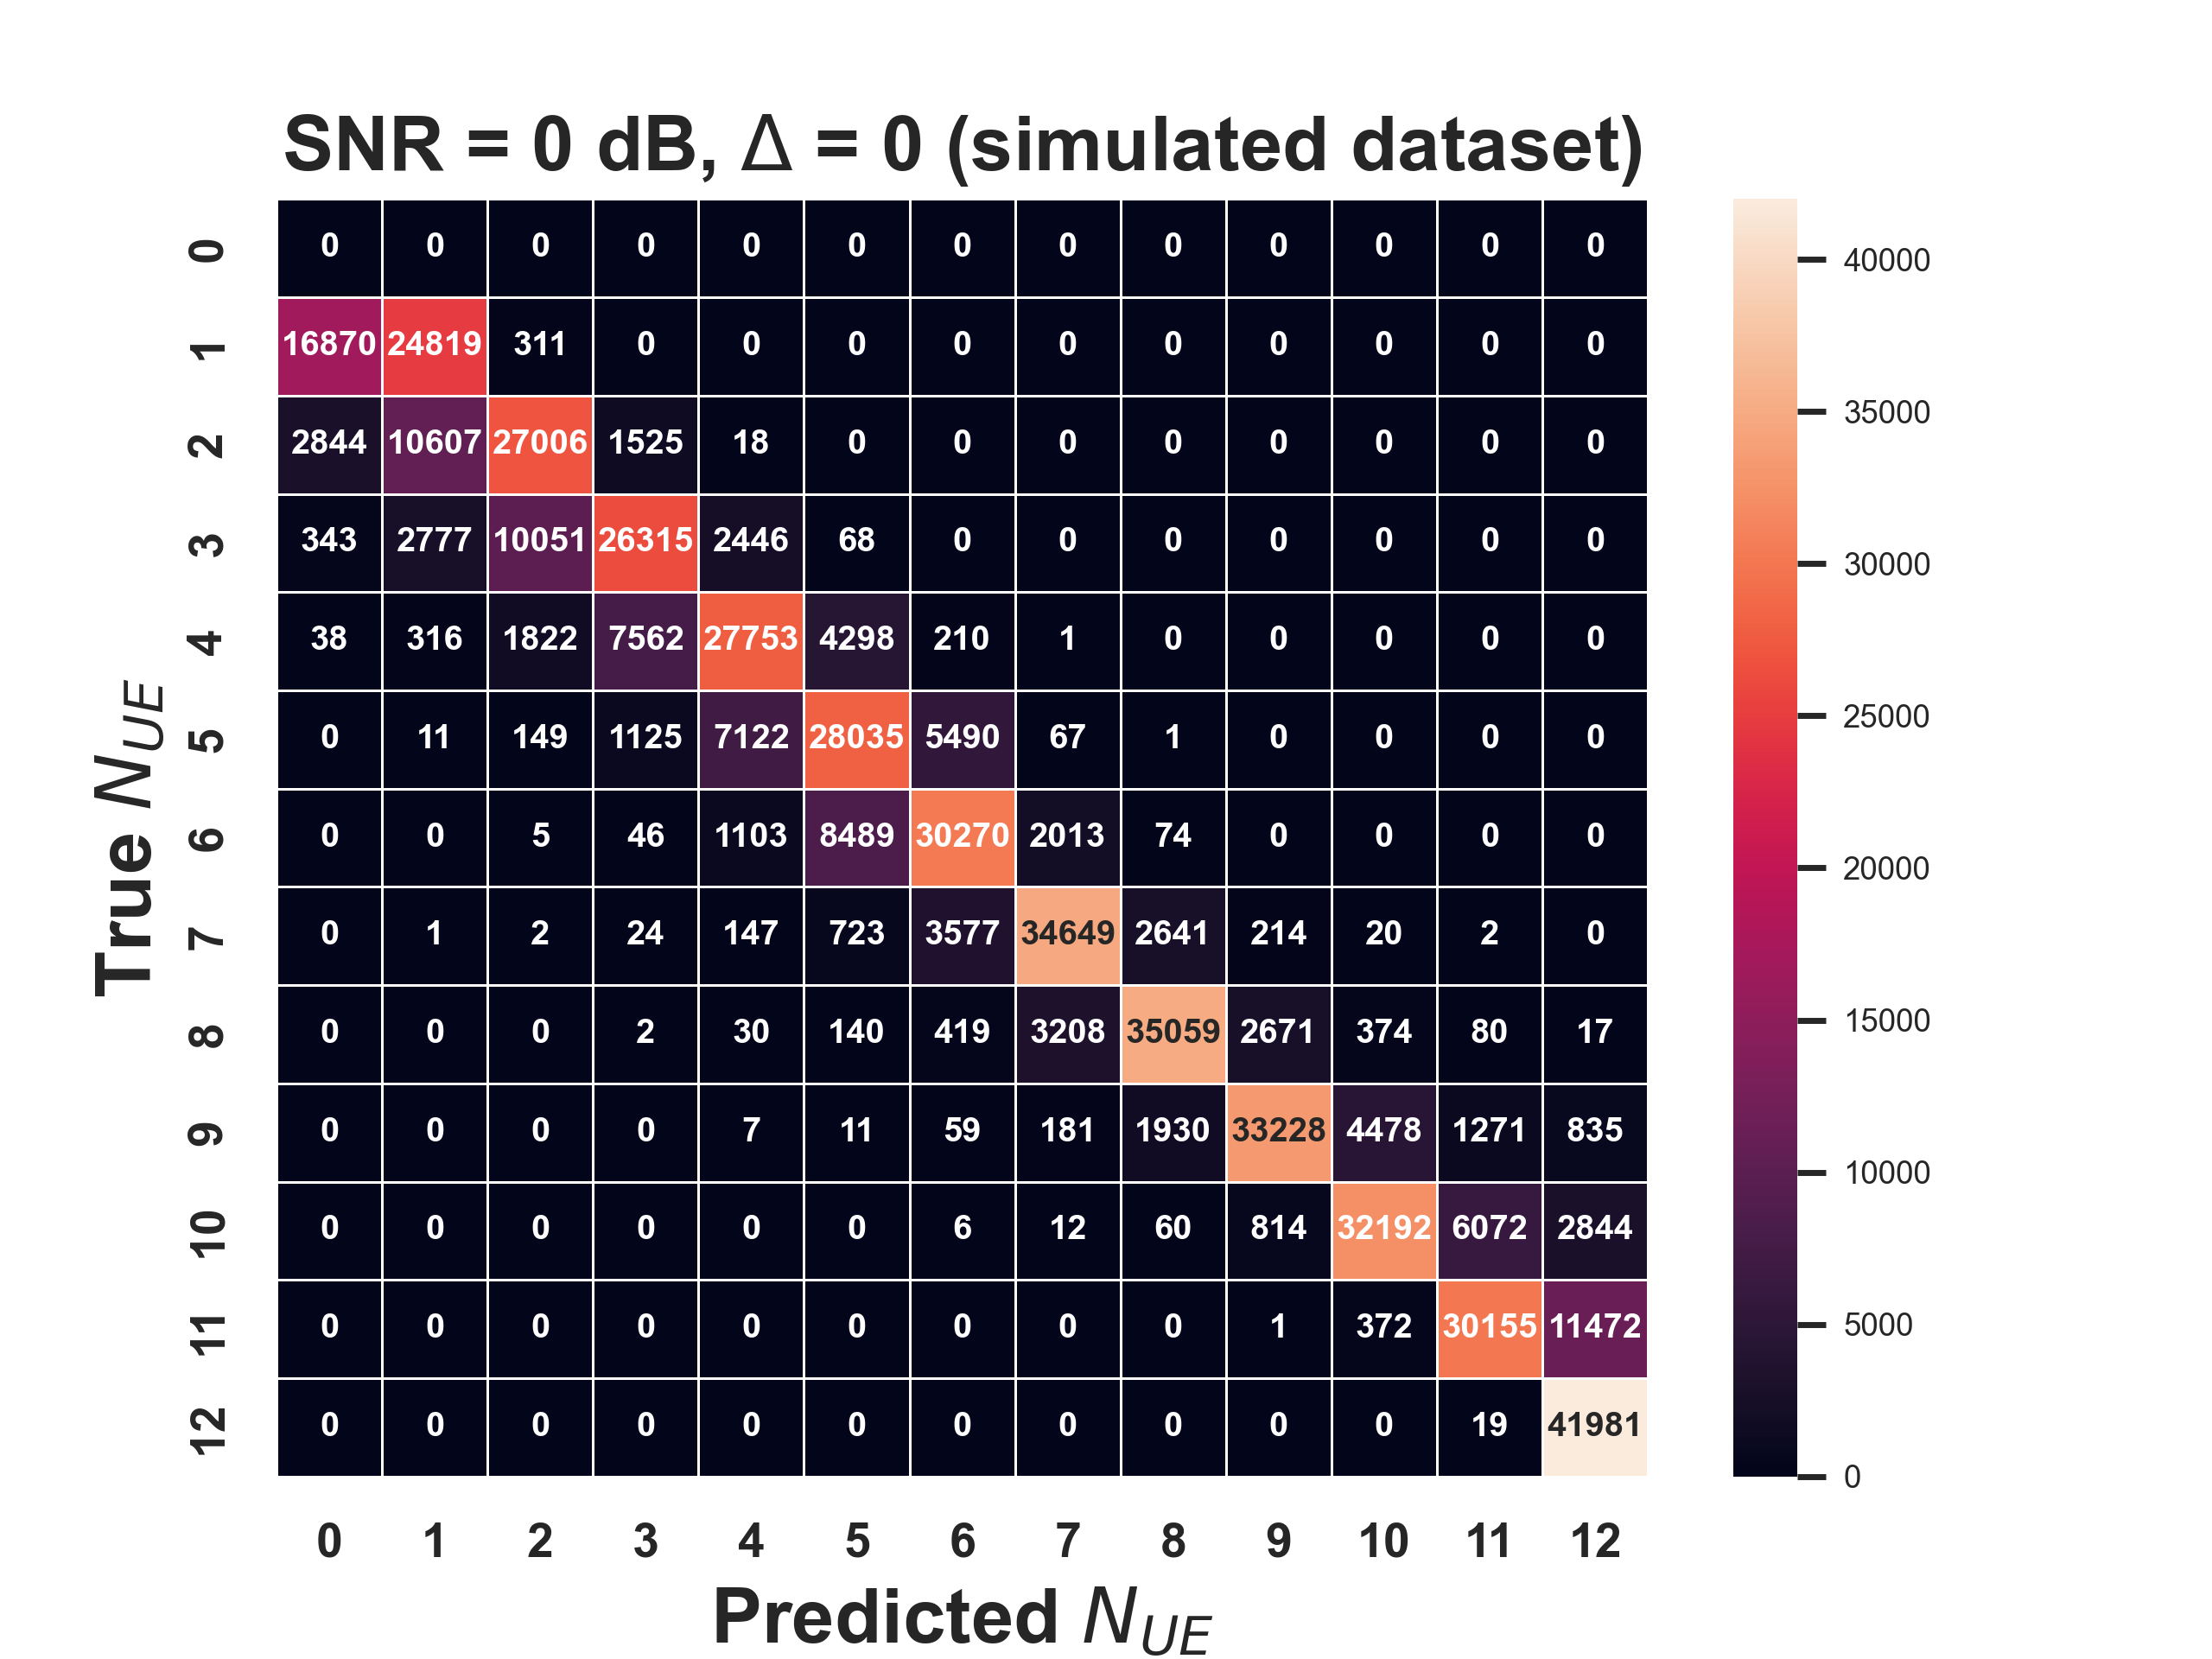 SNR = 0 dB, Δ = 0 (simulated dataset)
0 0 0 0 0 0 0 0 0 0 0 0 0 0
1 16870 24819 311 0 0 0 0 0 0 0 0 0 0
2 2844 10607 27006 1525 18 0 0 0 0 0 0 0 0
3 343 2777 10051 26315 2446 68 0 0 0 0 0 0 0
4 38 316 1822 7562 27753 4298 210 1 0 0 0 0 0
5 0 11 149 1125 7122 28035 5490 67 1 0 0 0 0
6 0 0 5 46 1103 8489 30270 2013 74 0 0 0 0
7 0 1 2 24 147 723 3577 34649 2641 214 20 2 0
8 0 0 0 2 30 140 419 3208 35059 2671 374 80 17
9 0 0 0 0 7 11 59 181 1930 33228 4478 1271 835
10 0 0 0 0 0 0 6 12 60 814 32192 6072 2844
11 0 0 0 0 0 0 0 0 0 1 372 30155 11472
12 0 0 0 0 0 0 0 0 0 0 0 19 41981
0 1 2 3 4 5 6 7 8 9 10 11 12
Predicted N_UE
True N_UE
40000
35000
30000
25000
20000
15000
10000
5000
0